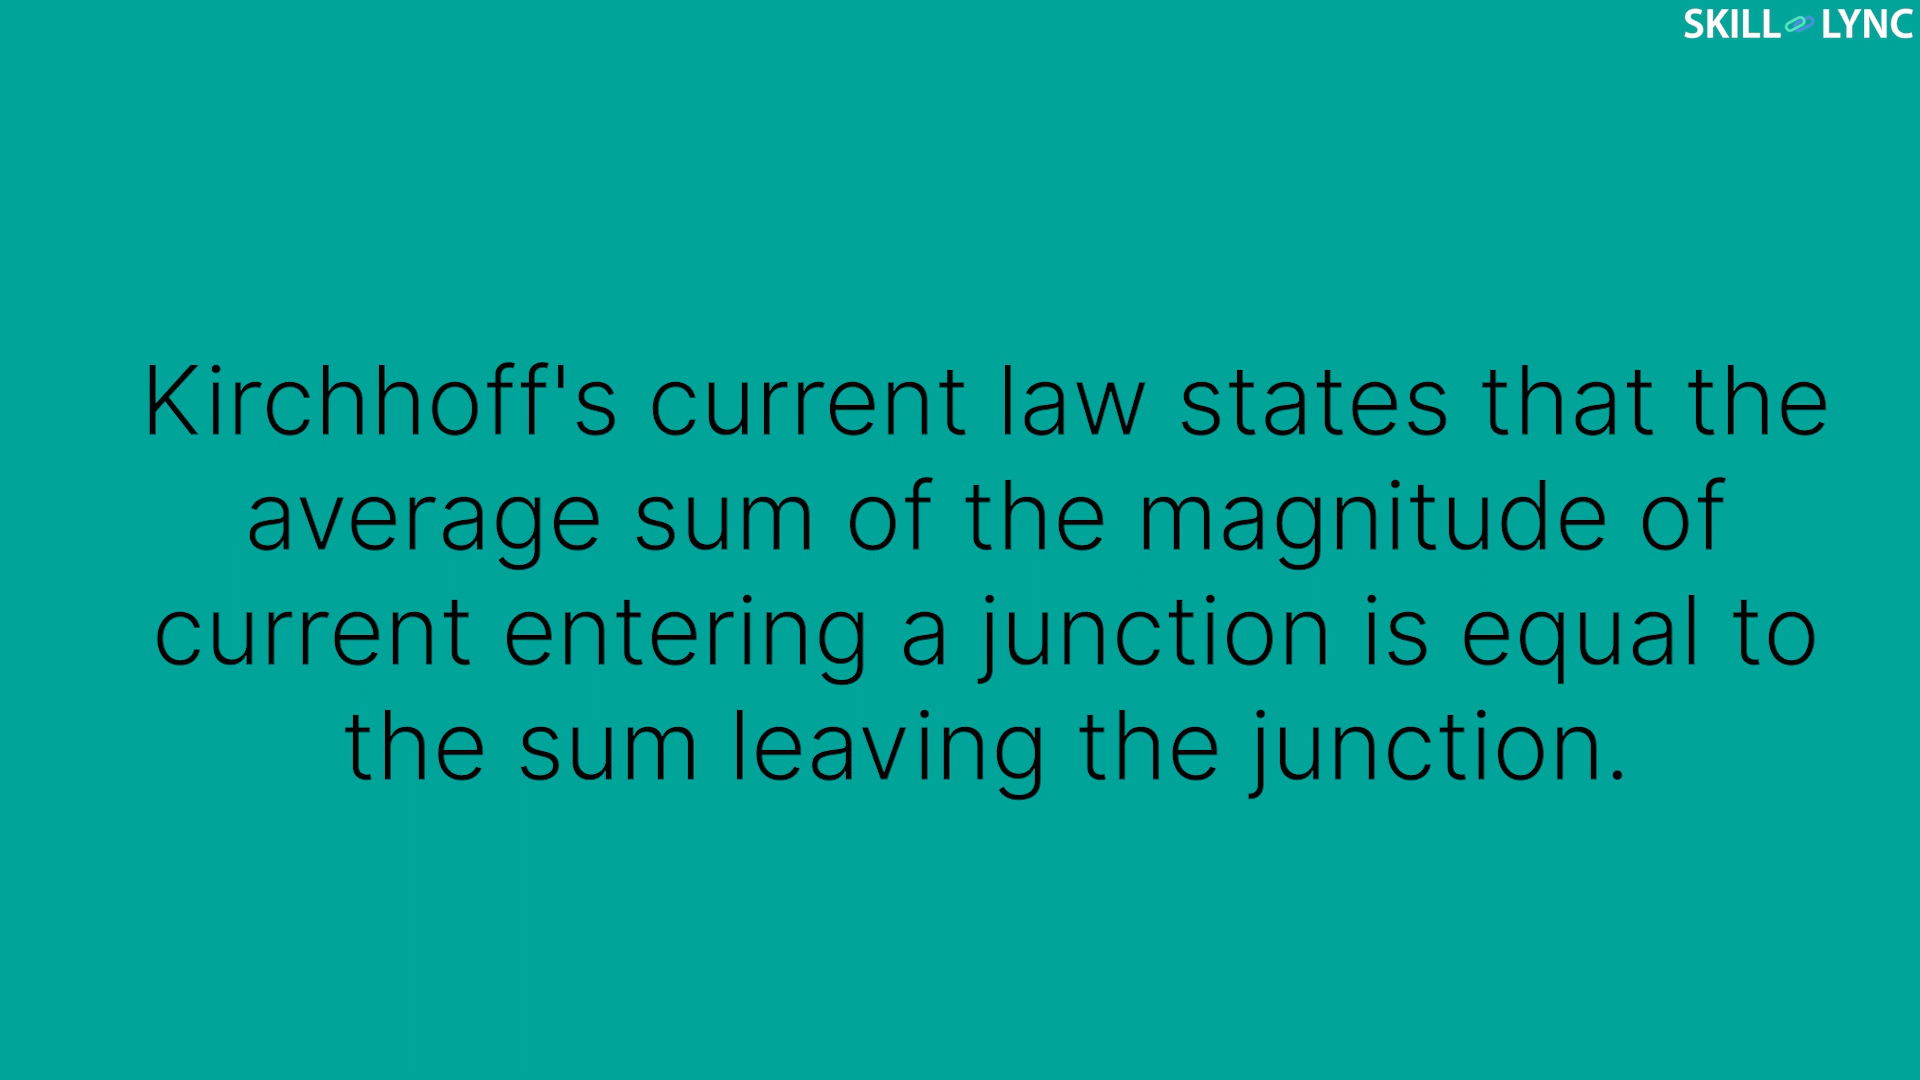 SKILL LYNC
Kirchhoff's current law states that the
average sum of the magnitude of
current entering a junction is equal to
the sum leaving the junction.